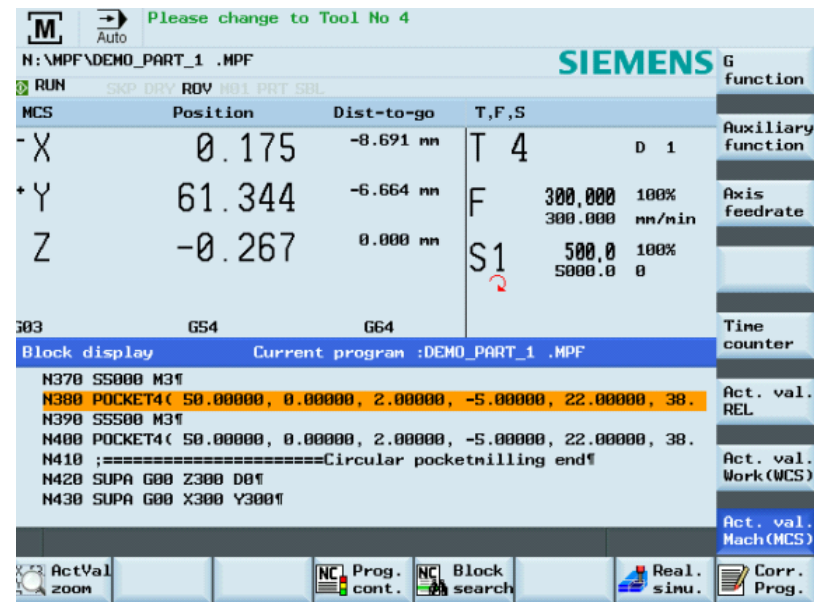 M Auto Please change to Tool No 4
N:\MPF\DEMO_PART_1 .MPF SIEMENS
RUN SKP DRY ROV M01 PRT SBL
MCS Position Dist-to-go T,F,S
-X 0.175 -8.691 mm T 4 D 1
+Y 61.344 -6.664 mm F 300,000 100%
300.000 mm/min
Z -0.267 0.000 mm S1 500,0 100%
5000.0 0
G03 G54 G64
Block display Current program :DEMO_PART_1 .MPF
N370 S5000 M3¶
N380 POCKET4( 50.00000, 0.00000, 2.00000, -5.00000, 22.00000, 38.
N390 S5500 M3¶
N400 POCKET4( 50.00000, 0.00000, 2.00000, -5.00000, 22.00000, 38.
N410 ;======================Circular pocketmilling end¶
N420 SUPA G00 Z300 D0¶
N430 SUPA G00 X300 Y300¶
G
function
Auxiliary
function
Axis
feedrate
Time
counter
Act. val.
REL
Act. val.
Work(WCS)
Act. val.
Mach(MCS)
ActVal
zoom
NC Prog.
cont.
NC Block
search
Real.
simu.
Corr.
Prog.